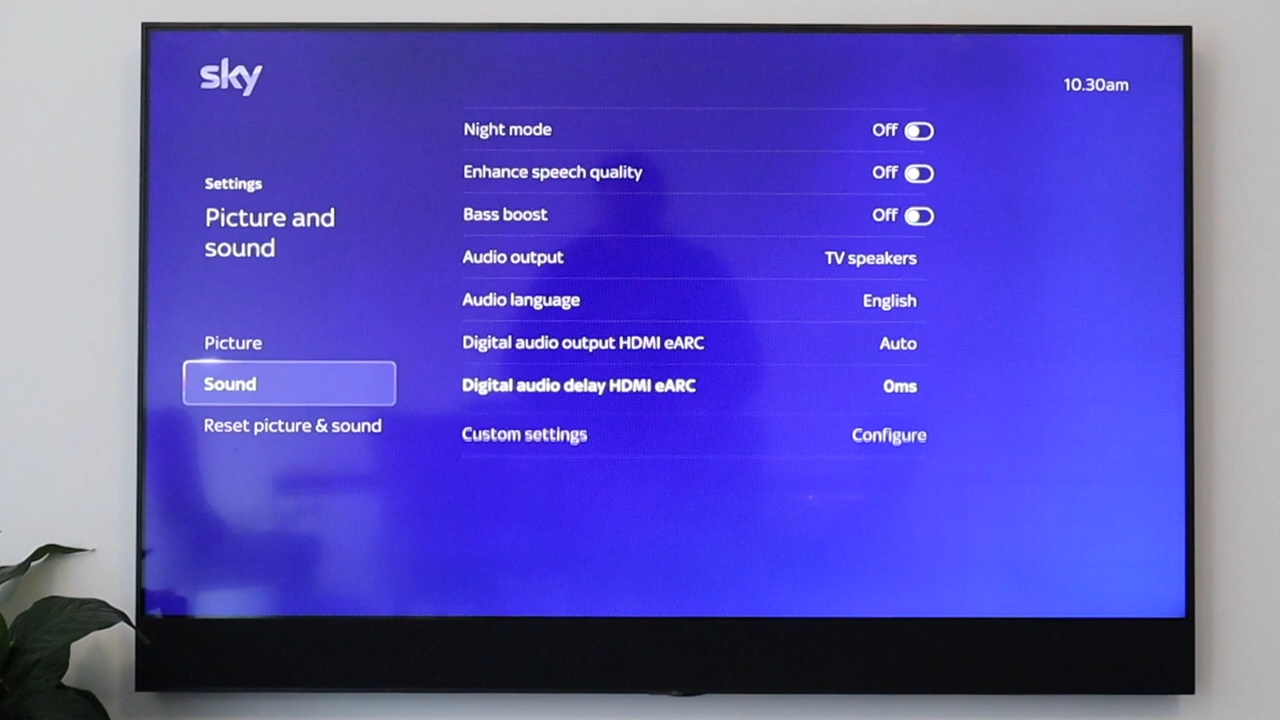 sky
10.30am
Settings
Picture and
sound
Picture
Sound
Reset picture & sound
Night mode Off
Enhance speech quality Off
Bass boost Off
Audio output TV speakers
Audio language English
Digital audio output HDMI eARC Auto
Digital audio delay HDMI eARC 0ms
Custom settings Configure